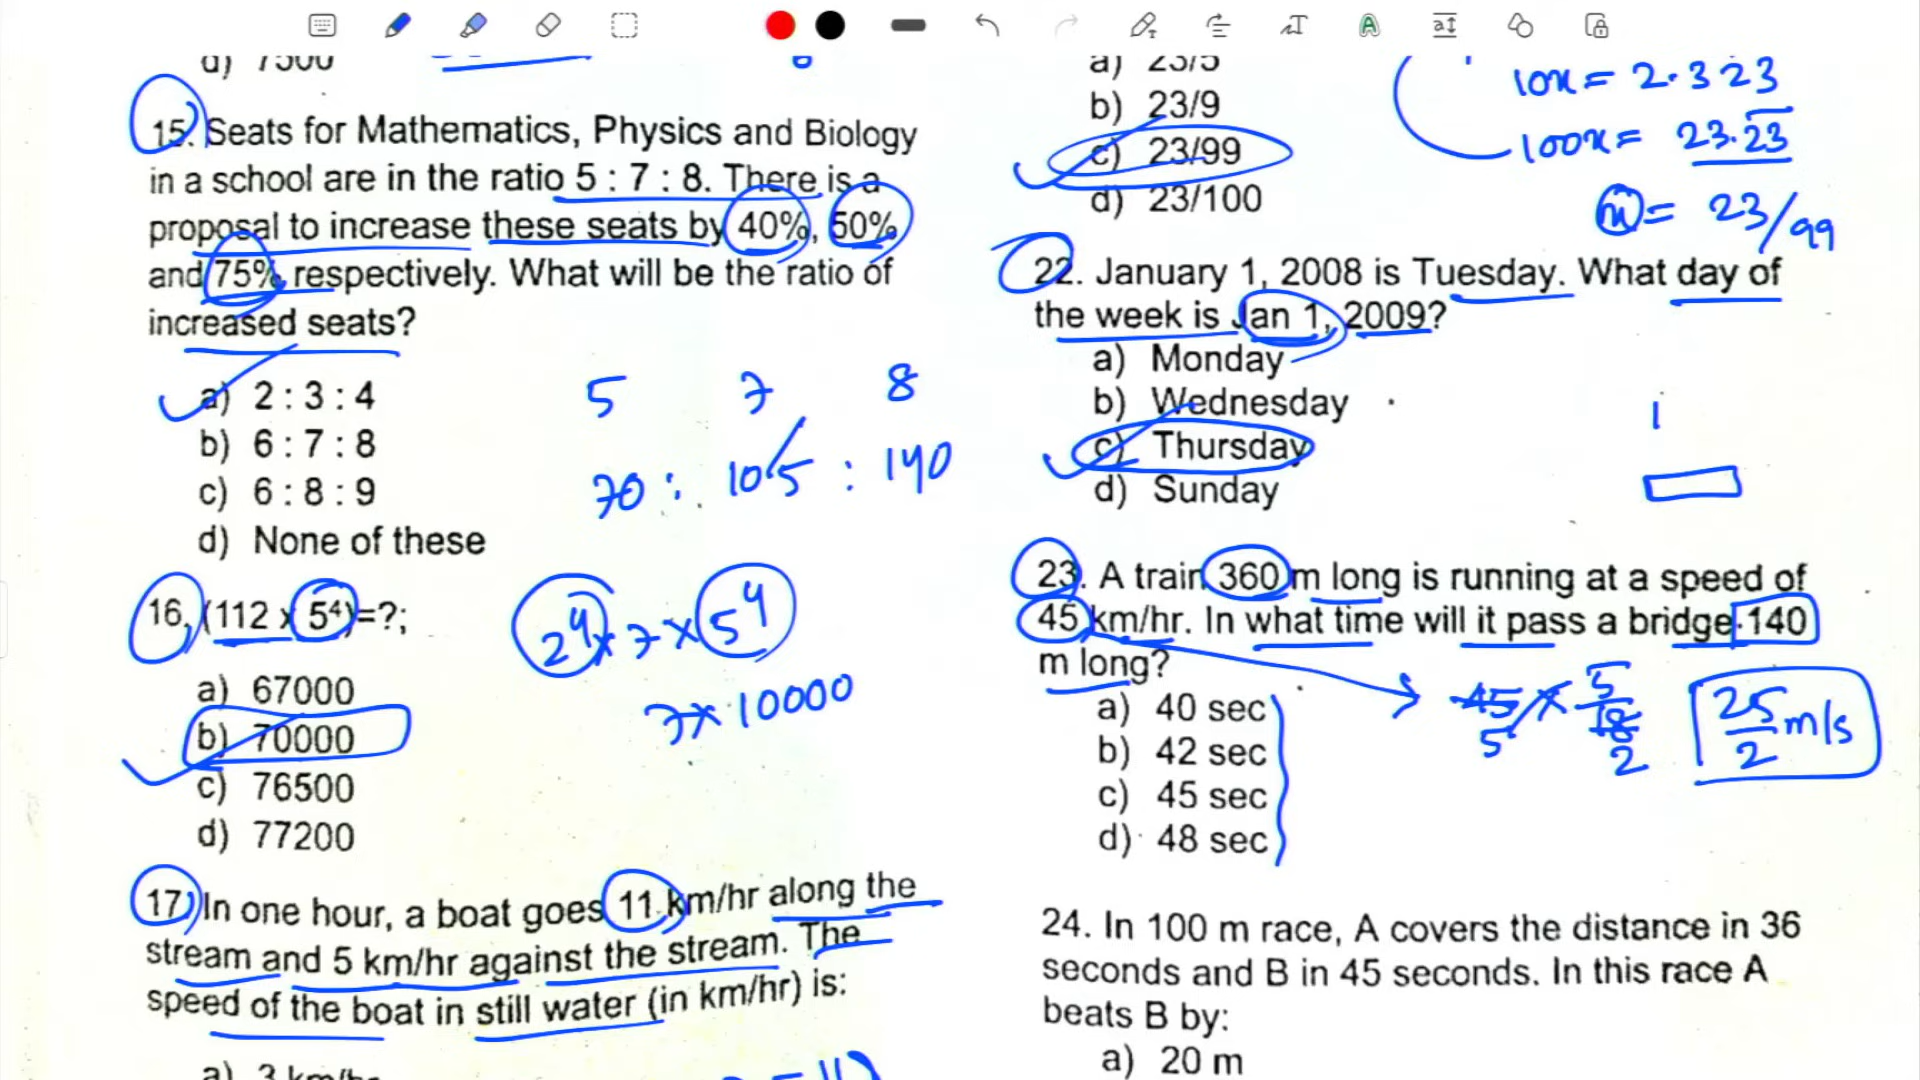 d) 7500
15. Seats for Mathematics, Physics and Biology
in a school are in the ratio 5 : 7 : 8. There is a
proposal to increase these seats by 40%, 50%
and 75% respectively. What will be the ratio of
increased seats?
a) 2 : 3 : 4
b) 6 : 7 : 8
c) 6 : 8 : 9
d) None of these
5 7 8
70 : 105 : 140
16. (112 x 5⁴)=?;
2⁴ x 7 x 5⁴
7 x 10000
a) 67000
b) 70000
c) 76500
d) 77200
17. In one hour, a boat goes 11 km/hr along the
stream and 5 km/hr against the stream. The
speed of the boat in still water (in km/hr) is:
a) 3 km/hr
a) 23/5
b) 23/9
c) 23/99
d) 23/100
10x = 2.323
100x = 23.23
x = 23/99
22. January 1, 2008 is Tuesday. What day of
the week is Jan 1, 2009?
a) Monday
b) Wednesday
c) Thursday
d) Sunday
23. A train 360 m long is running at a speed of
45 km/hr. In what time will it pass a bridge 140
m long?
a) 40 sec
b) 42 sec
c) 45 sec
d) 48 sec
45 x 5/18
5 2
25/2 m/s
24. In 100 m race, A covers the distance in 36
seconds and B in 45 seconds. In this race A
beats B by:
a) 20 m